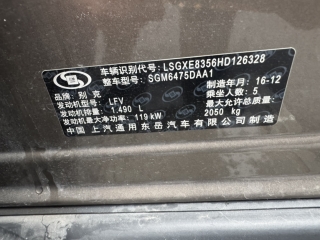 车辆识别代号: LSGXE8356HD126328
整车型号: SGM6475DAA1
品牌: 别克 制造年月: 16-12
发动机型号: LFV 乘坐人数: 5
发动机排量: 1.490 L 最大允许总质量:
发动机最大净功率: 119 kW 2050 kg
中国 上汽通用东岳汽车有限公司 制造